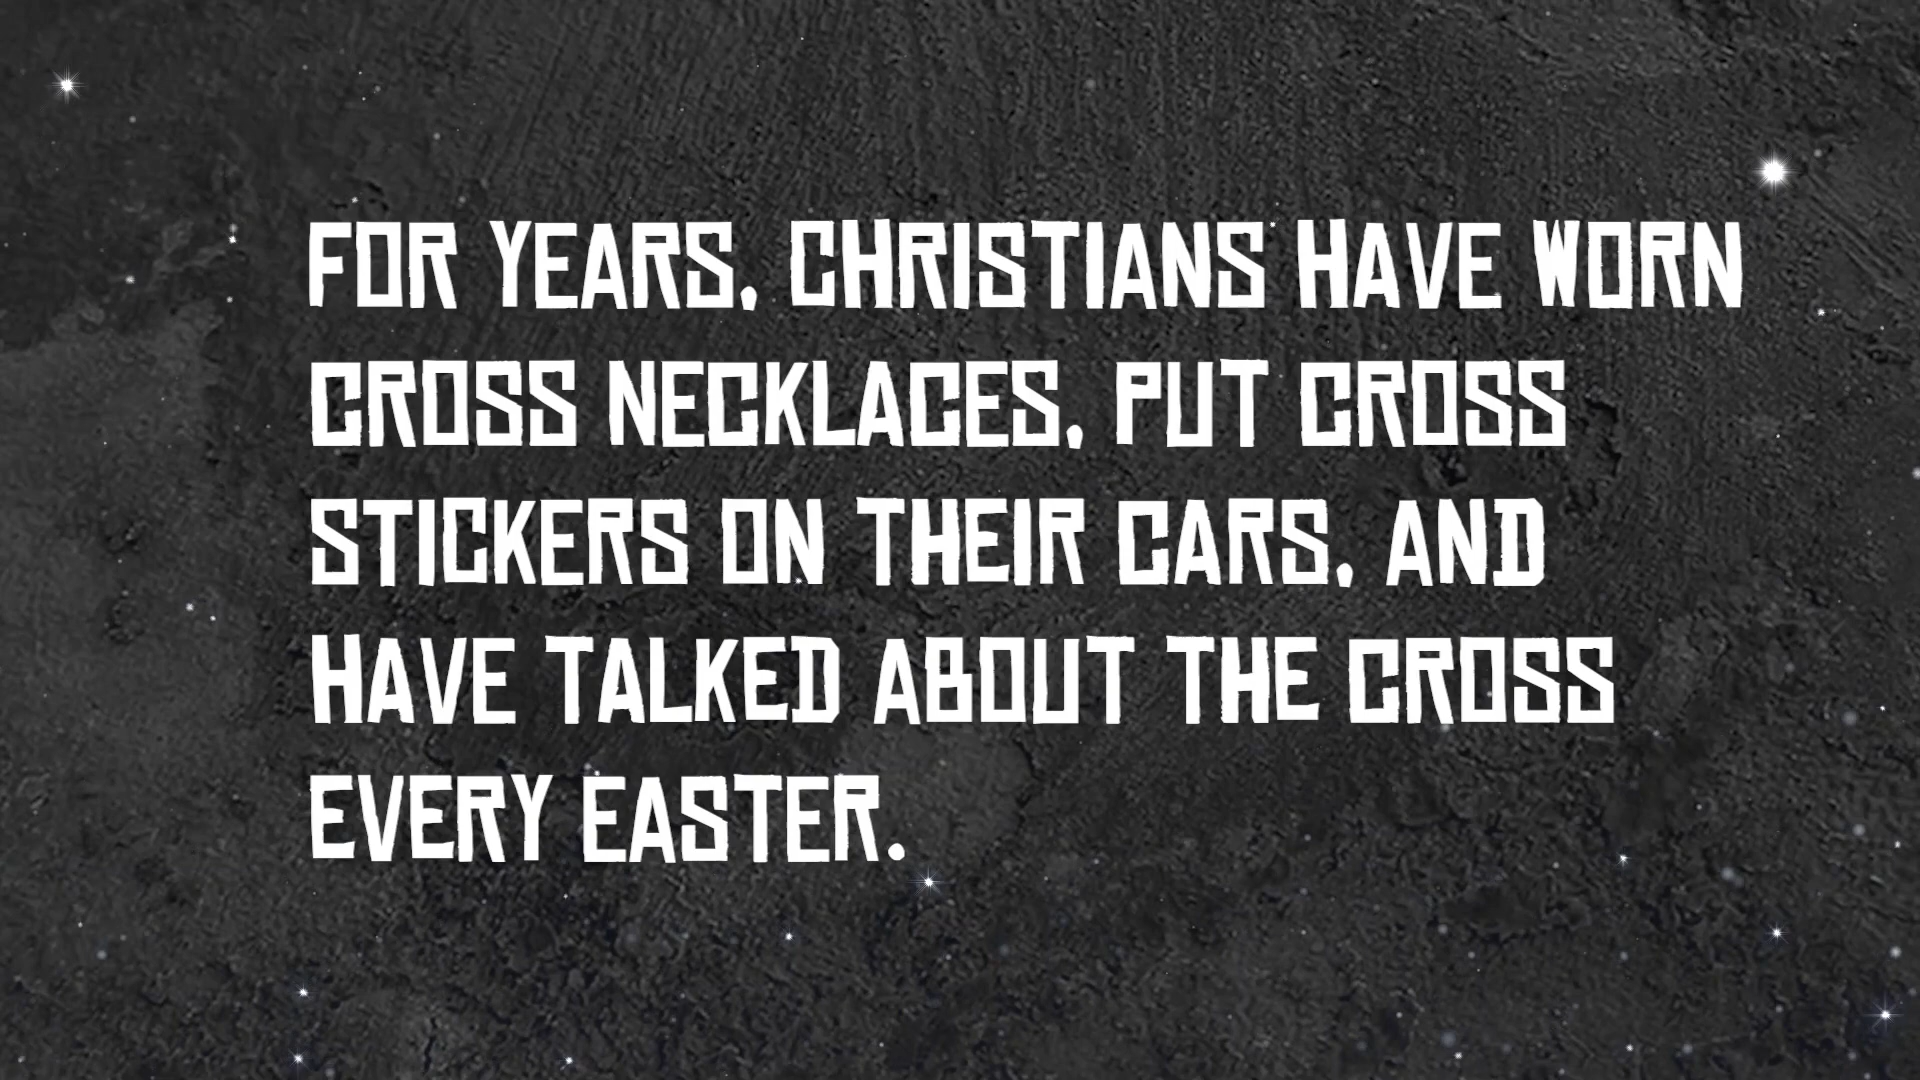 FOR YEARS, CHRISTIANS HAVE WORN
CROSS NECKLACES, PUT CROSS
STICKERS ON THEIR CARS, AND
HAVE TALKED ABOUT THE CROSS
EVERY EASTER.